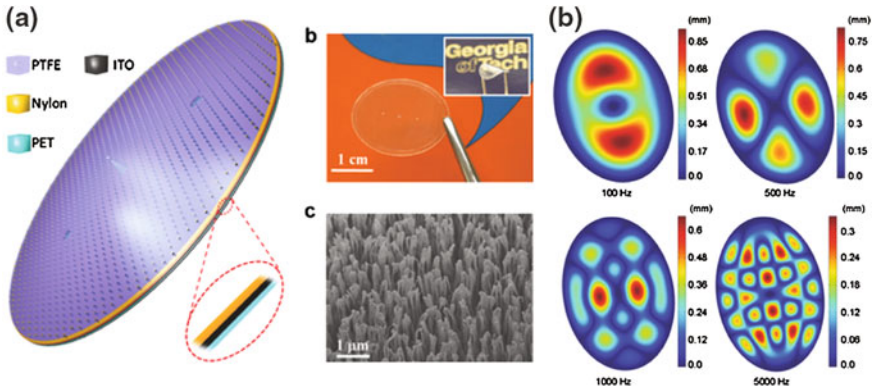 (a)
PTFE
ITO
Nylon
PET
b
Georgia
of Tech
1 cm
c
1 μm
(b)
(mm)
0.85
0.68
0.51
0.34
0.17
0.0
100 Hz
(mm)
0.75
0.60
0.45
0.30
0.15
0.0
500 Hz
(mm)
0.60
0.48
0.36
0.24
0.12
0.0
1000 Hz
(mm)
0.3
0.24
0.18
0.12
0.06
0.0
5000 Hz